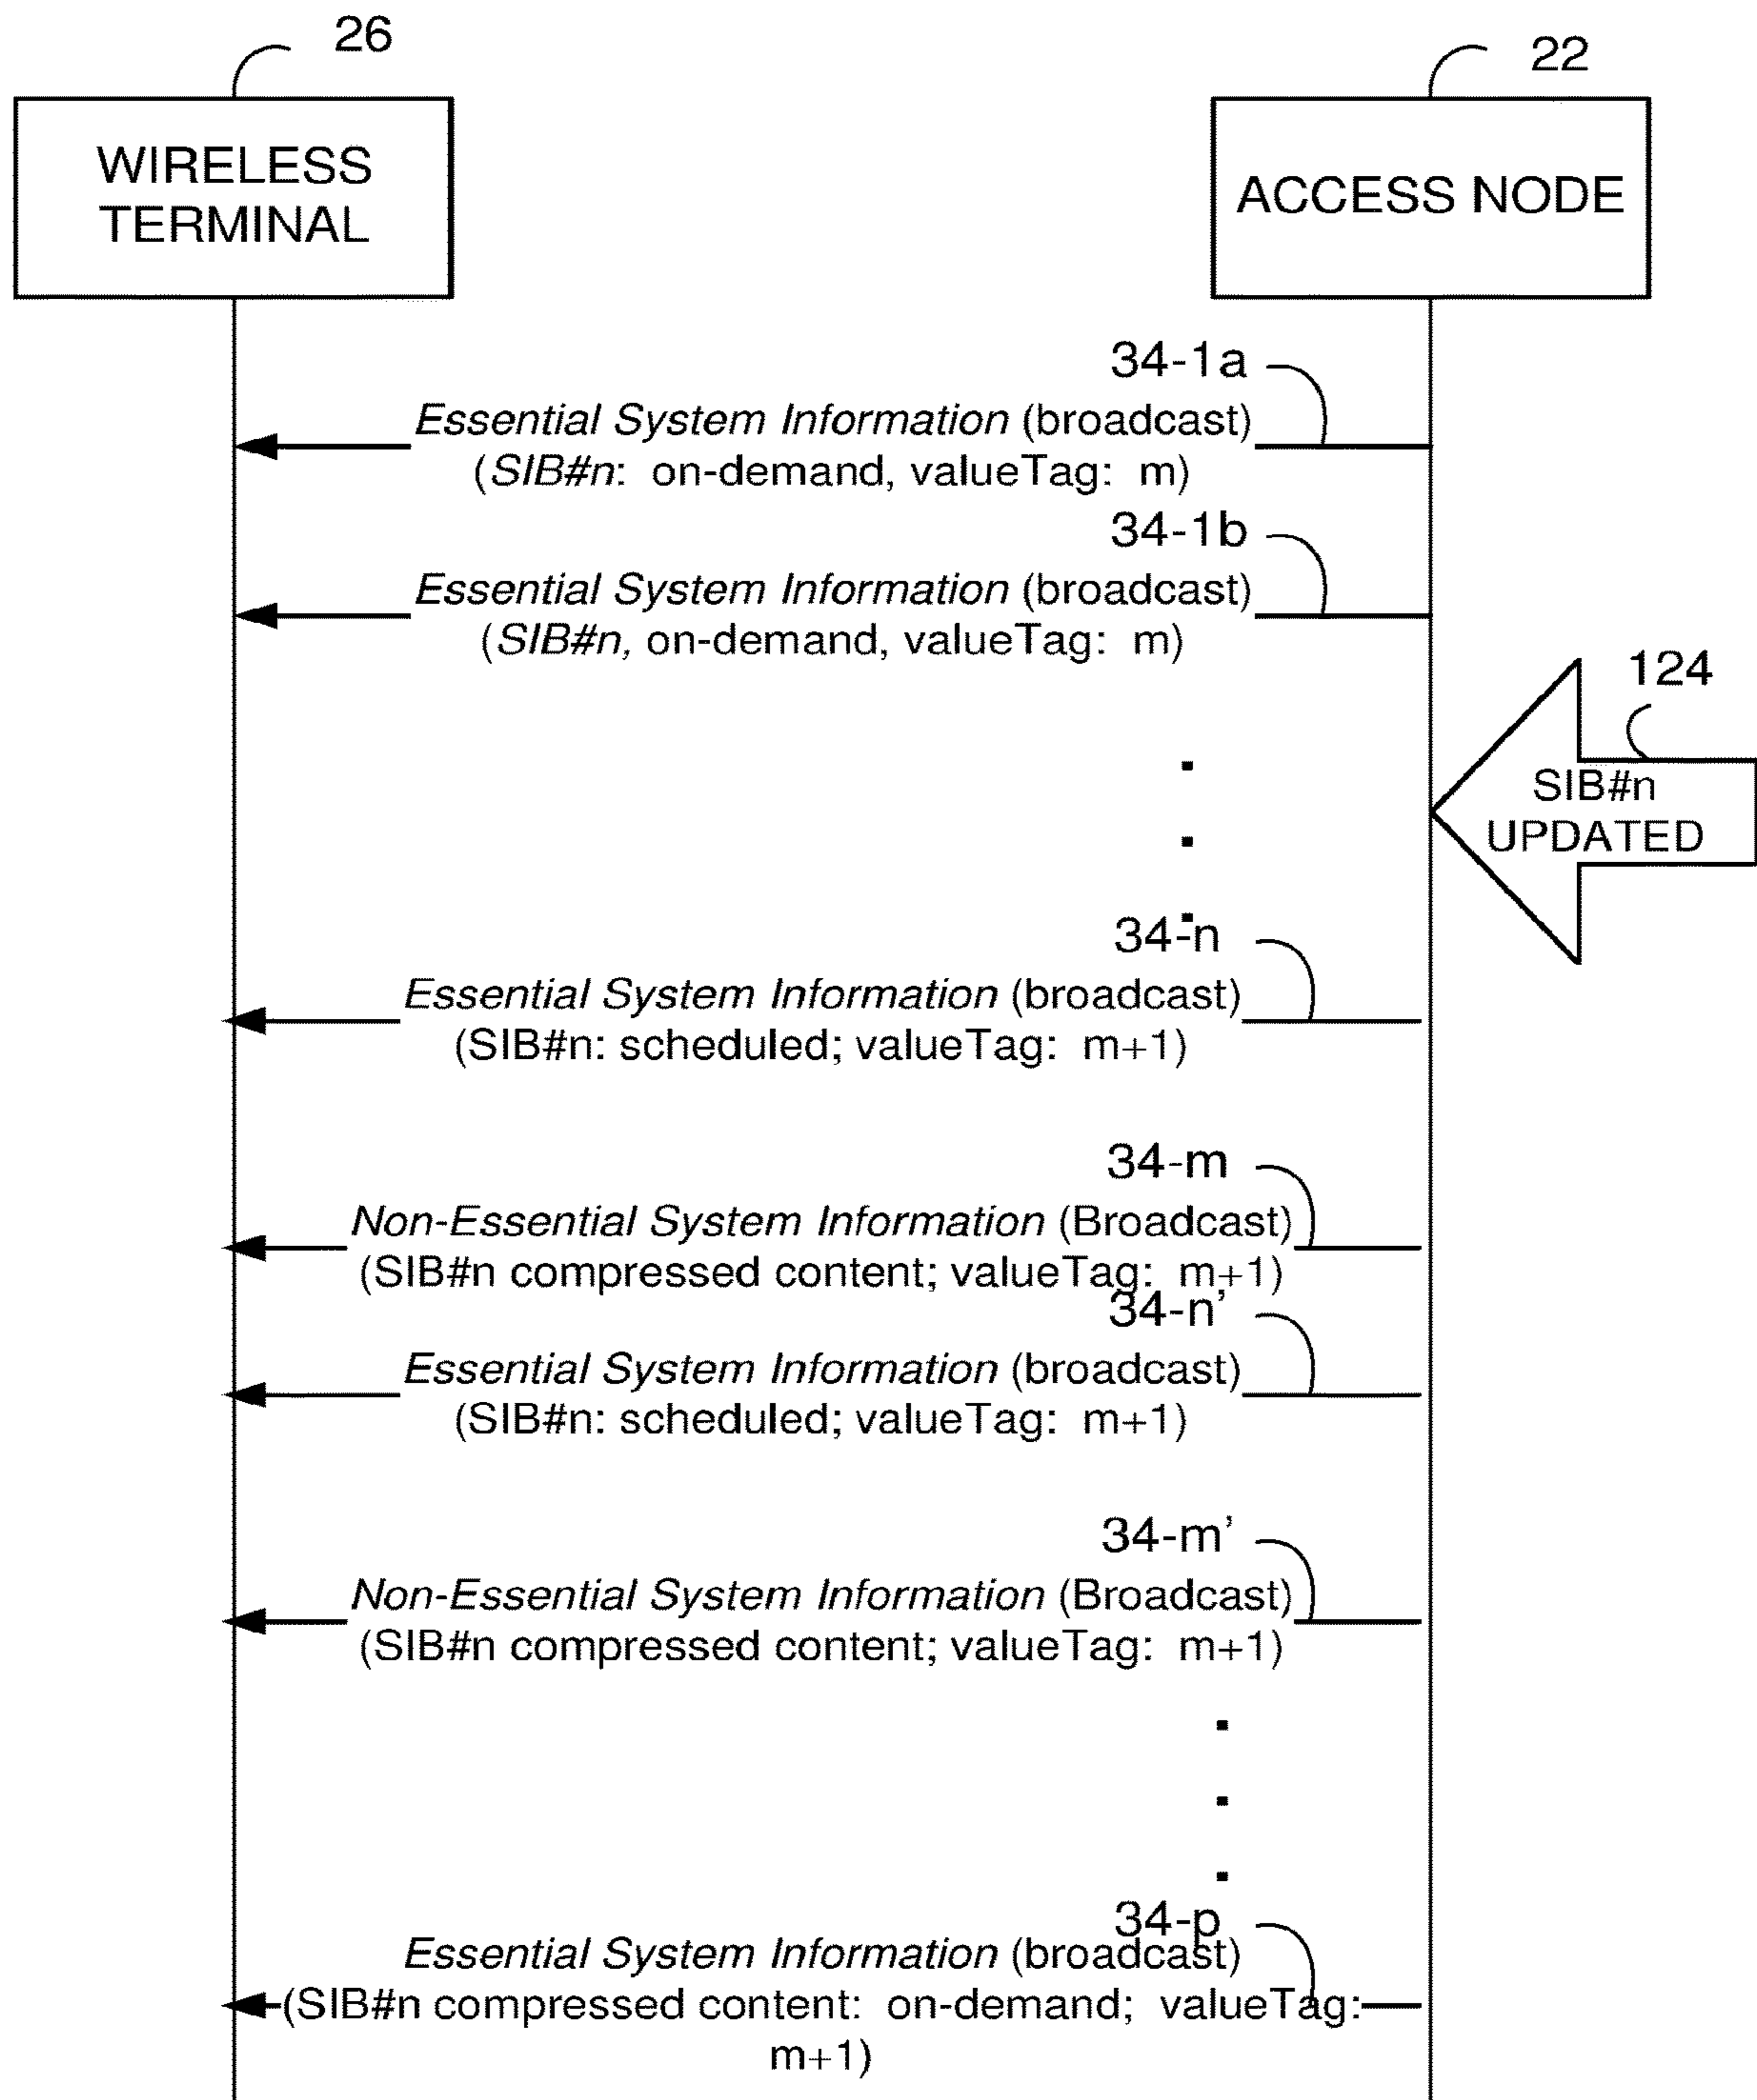 26
22
WIRELESS
TERMINAL
ACCESS NODE
34-1a
Essential System Information (broadcast)
(SIB#n: on-demand, valueTag: m)
34-1b
Essential System Information (broadcast)
(SIB#n, on-demand, valueTag: m)
124
SIB#n
UPDATED
34-n
Essential System Information (broadcast)
(SIB#n: scheduled; valueTag: m+1)
34-m
Non-Essential System Information (Broadcast)
(SIB#n compressed content; valueTag: m+1)
34-n’
Essential System Information (broadcast)
(SIB#n: scheduled; valueTag: m+1)
34-m’
Non-Essential System Information (Broadcast)
(SIB#n compressed content; valueTag: m+1)
34-p
Essential System Information (broadcast)
(SIB#n compressed content: on-demand; valueTag:
m+1)